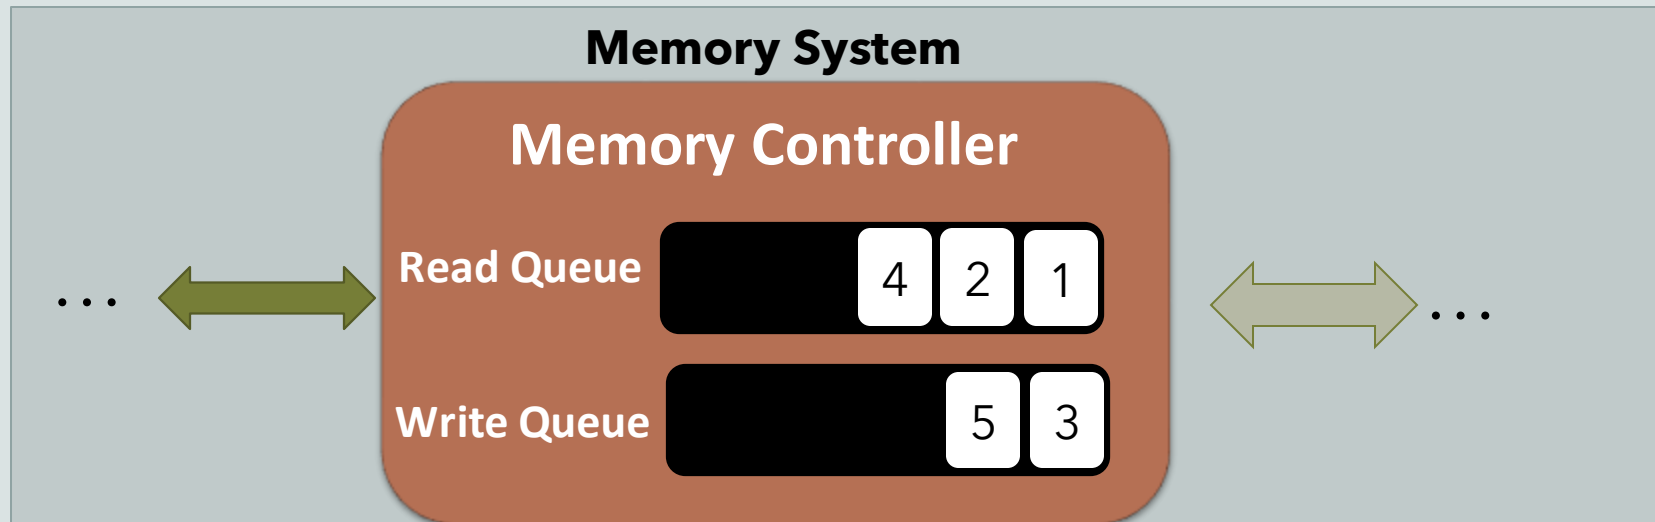 Memory System
Memory Controller
Read Queue 4 2 1
... ...
Write Queue 5 3